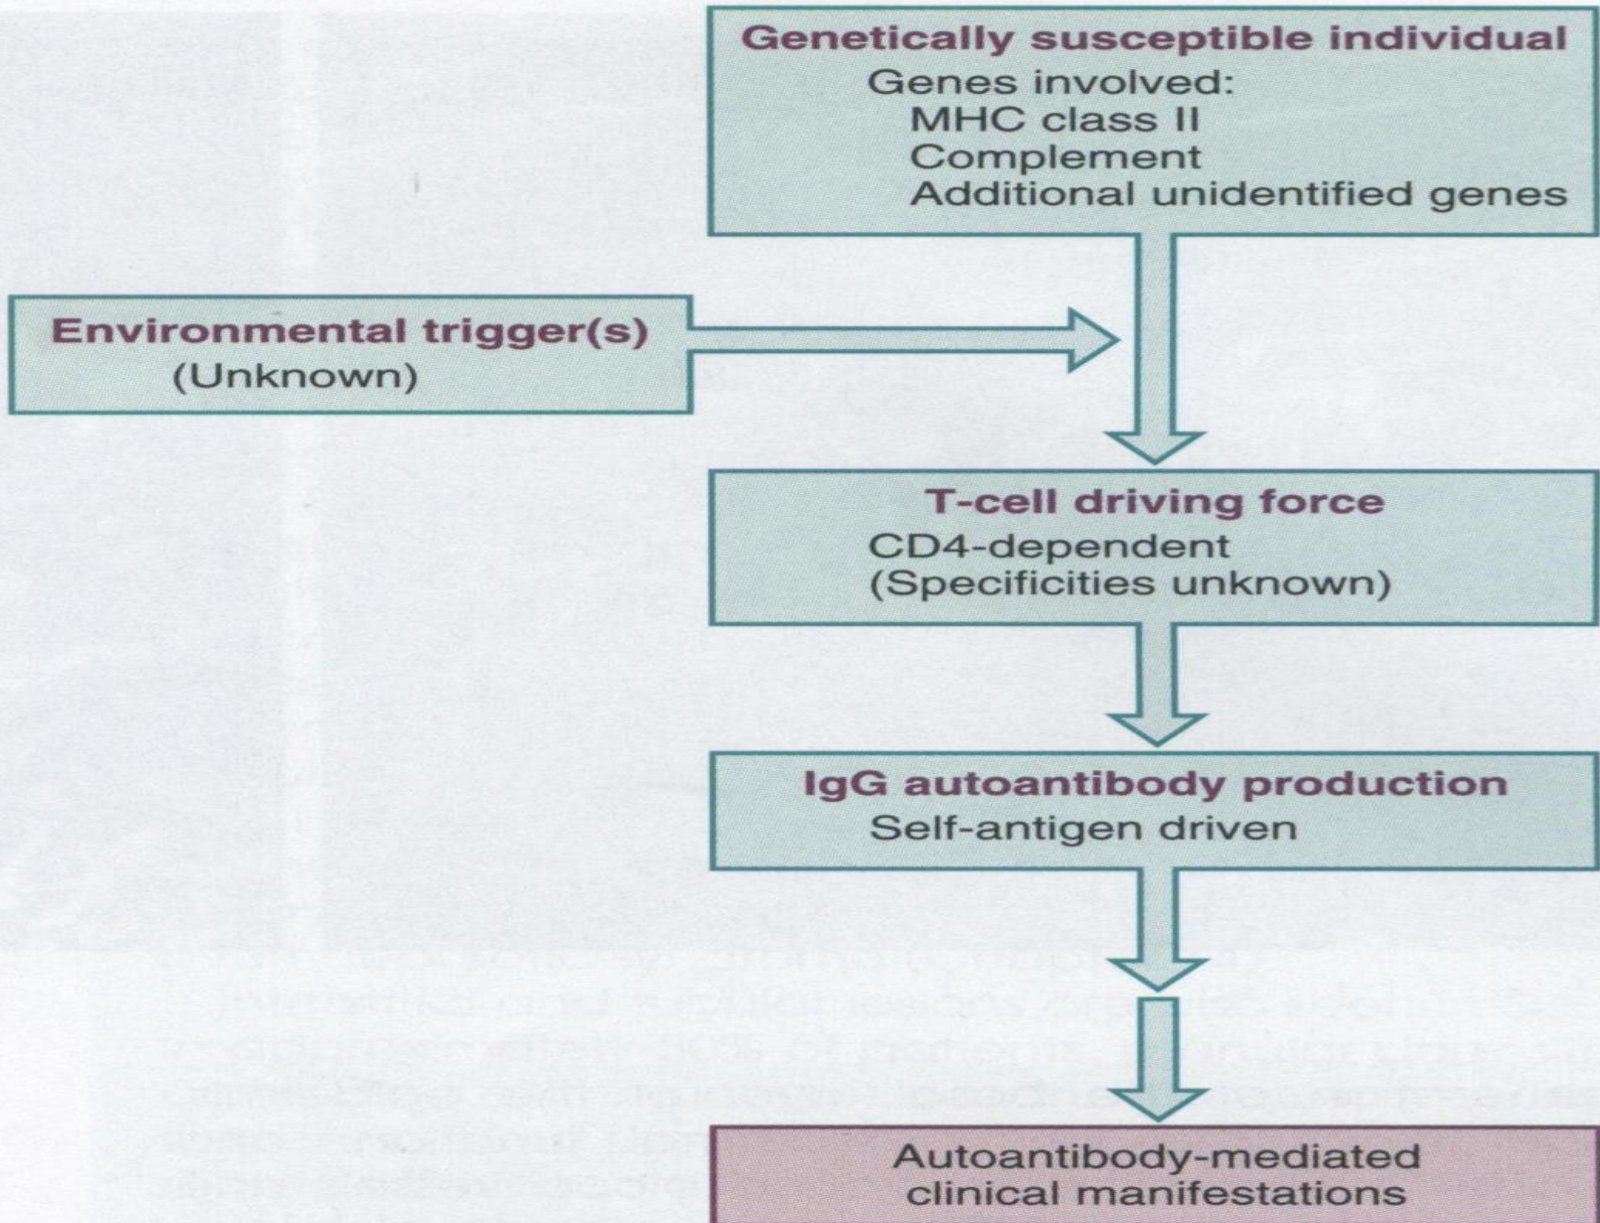 Genetically susceptible individual
Genes involved:
MHC class II
Complement
Additional unidentified genes
Environmental trigger(s)
(Unknown)
T-cell driving force
CD4-dependent
(Specificities unknown)
IgG autoantibody production
Self-antigen driven
Autoantibody-mediated
clinical manifestations